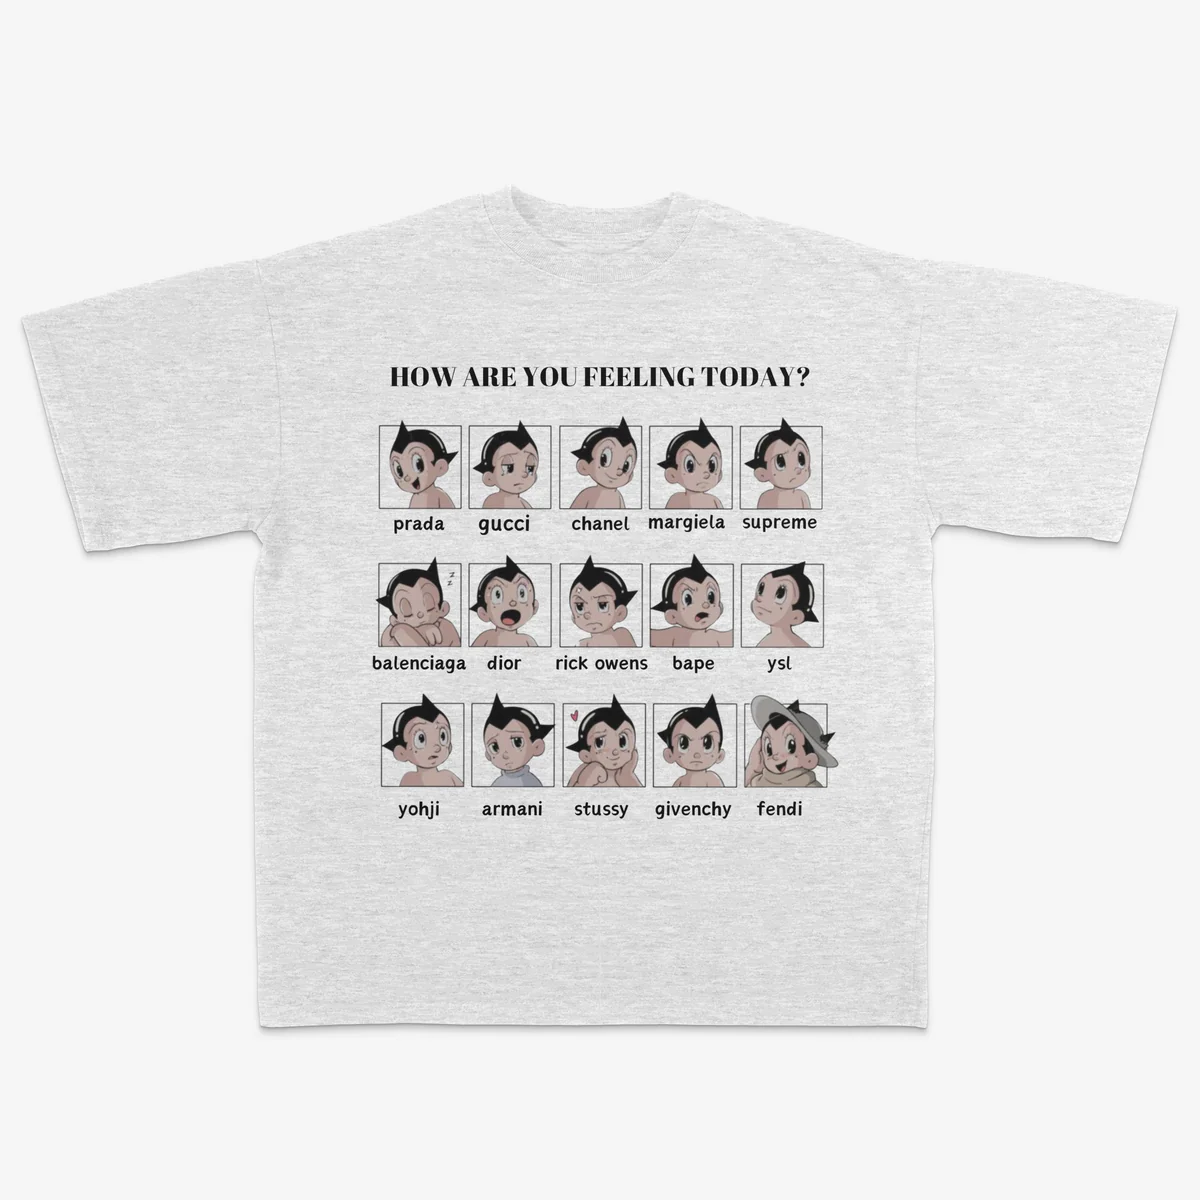 HOW ARE YOU FEELING TODAY?
prada gucci chanel margiela supreme
z
z
balenciaga dior rick owens bape ysl
yohji armani stussy givenchy fendi